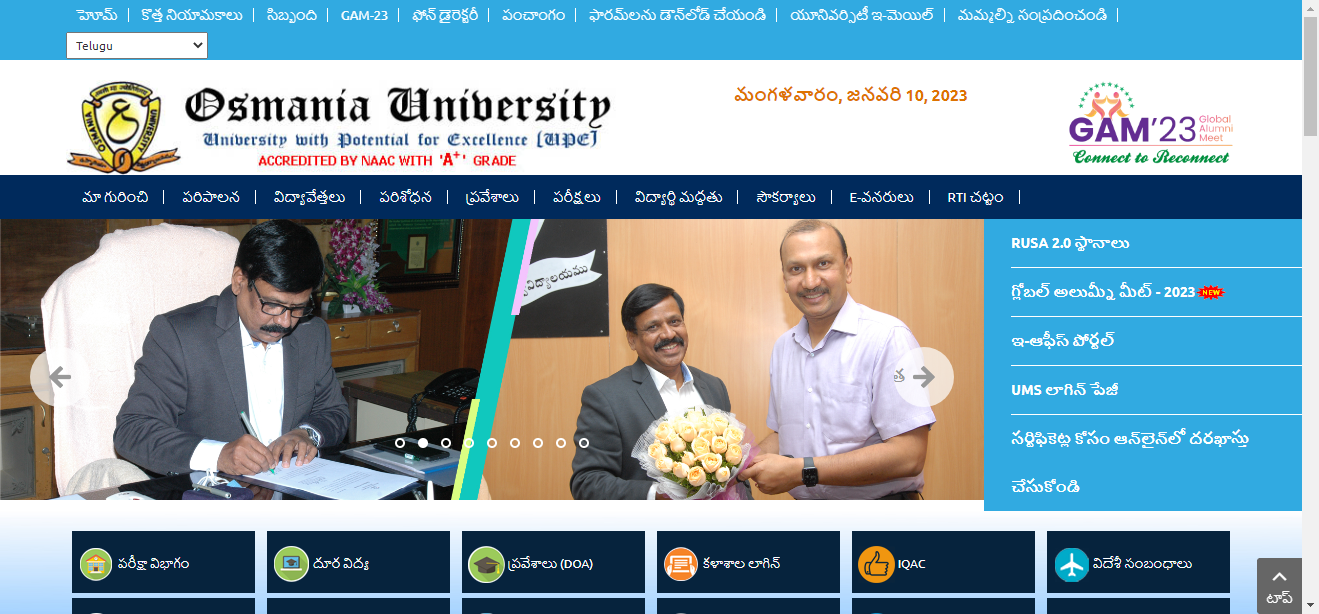 హోమ్ కొత్త నియామకాలు సిబ్బంది GAM-23 ఫోన్ డైరెక్టరీ పంచాంగం ఫారమ్‌లను డౌన్‌లోడ్ చేయండి యూనివర్సిటీ ఇ-మెయిల్ మమ్మల్ని సంప్రదించండి
Telugu
Osmania University
University with Potential for Excellence [UPE]
ACCREDITED BY NAAC WITH 'A+' GRADE
మంగళవారం, జనవరి 10, 2023
GAM'23 Global Alumni Meet
Connect to Reconnect
మా గురించి పరిపాలన విద్యావేత్తలు పరిశోధన ప్రవేశాలు పరీక్షలు విద్యార్థి మద్దతు సౌకర్యాలు E-వనరులు RTI చట్టం
RUSA 2.0 స్థానాలు
గ్లోబల్ అలుమ్నీ మీట్ - 2023 NEW
ఇ-ఆఫీస్ పోర్టల్
UMS లాగిన్ పేజీ
సర్టిఫికెట్ల కోసం ఆన్‌లైన్‌లో దరఖాస్తు
చేసుకోండి
పరీక్షా విభాగం దూర విద్య ప్రవేశాలు (DOA) కళాశాల లాగిన్ IQAC విదేశీ సంబంధాలు
టాప్